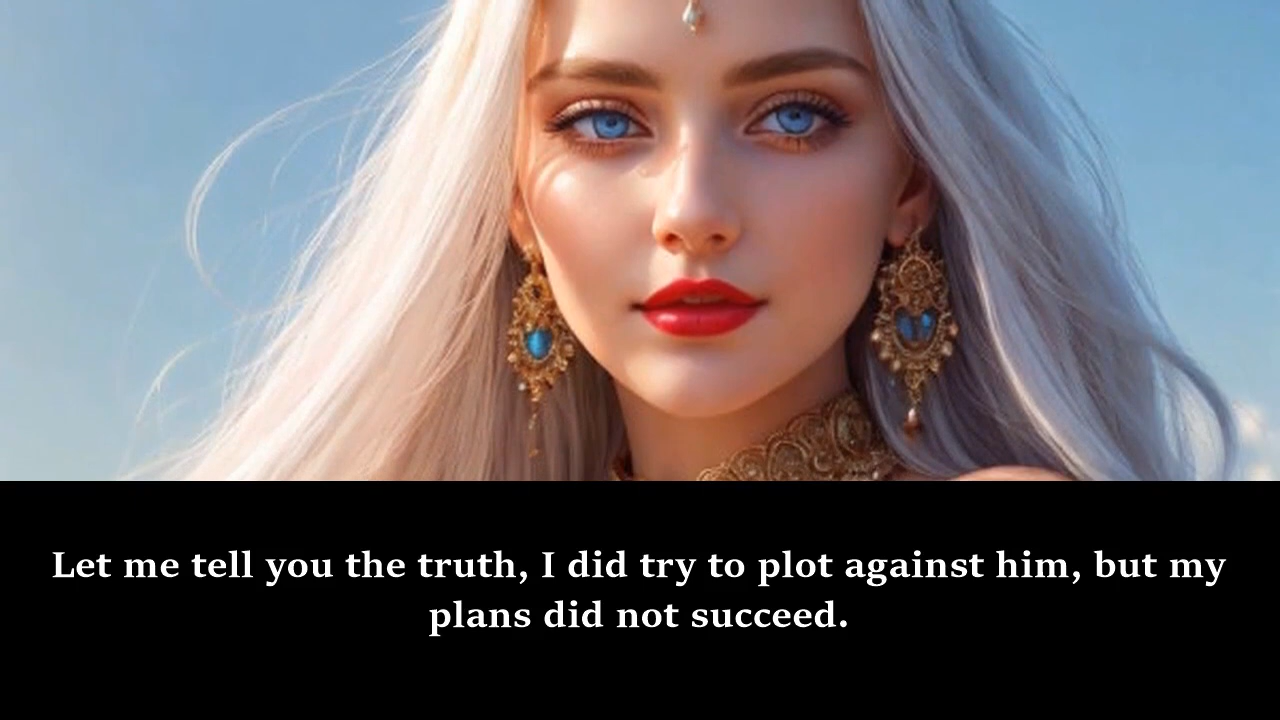 Let me tell you the truth, I did try to plot against him, but my
plans did not succeed.